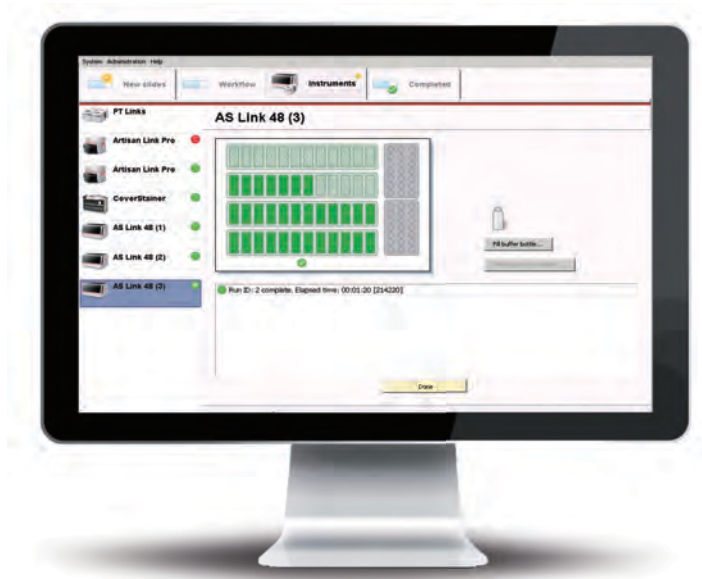 System Administration Help
New slides Workflow Instruments Completed
PT Links
AS Link 48 (3)
Artisan Link Pro
Artisan Link Pro
CoverStainer
AS Link 48 (1)
Fill buffer bottle...
AS Link 48 (2)
AS Link 48 (3)
Run ID: 2 complete. Elapsed time: 00:01:20 [214220]
Done